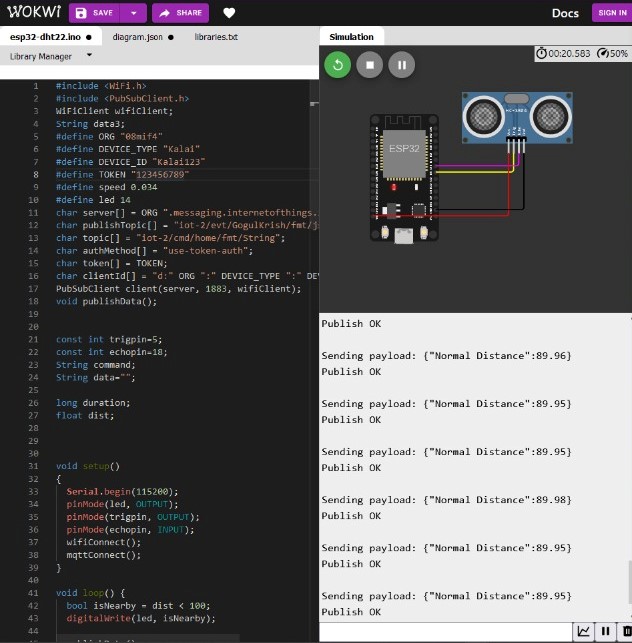 WOKWI SAVE SHARE Docs SIGN IN
esp32-dht22.ino diagram.json libraries.txt
Library Manager
Simulation
00:20.583 50%
1 #include <WiFi.h>
2 #include <PubSubClient.h>
3 WiFiClient wifiClient;
4 String data3;
5 #define ORG "08mif4"
6 #define DEVICE_TYPE "Kalai"
7 #define DEVICE_ID "Kalai123"
8 #define TOKEN "123456789"
9 #define speed 0.034
10 #define led 14
11 char server[] = ORG ".messaging.internetofthings.
12 char publishTopic[] = "iot-2/evt/GogulKrish/fmt/j
13 char topic[] = "iot-2/cmd/home/fmt/String";
14 char authMethod[] = "use-token-auth";
15 char token[] = TOKEN;
16 char clientId[] = "d:" ORG ":" DEVICE_TYPE ":" DE
17 PubSubClient client(server, 1883, wifiClient);
18 void publishData();
19
20
21 const int trigpin=5;
22 const int echopin=18;
23 String command;
24 String data="";
25
26 long duration;
27 float dist;
28
29
30
31 void setup()
32 {
33 Serial.begin(115200);
34 pinMode(led, OUTPUT);
35 pinMode(trigpin, OUTPUT);
36 pinMode(echopin, INPUT);
37 wifiConnect();
38 mqttConnect();
39 }
40
41 void loop() {
42 bool isNearby = dist < 100;
43 digitalWrite(led, isNearby);
44
ESP32
HC-SR04
Publish OK
Sending payload: {"Normal Distance":89.96}
Publish OK
Sending payload: {"Normal Distance":89.95}
Publish OK
Sending payload: {"Normal Distance":89.95}
Publish OK
Sending payload: {"Normal Distance":89.98}
Publish OK
Sending payload: {"Normal Distance":89.95}
Publish OK
Sending payload: {"Normal Distance":89.95}
Publish OK